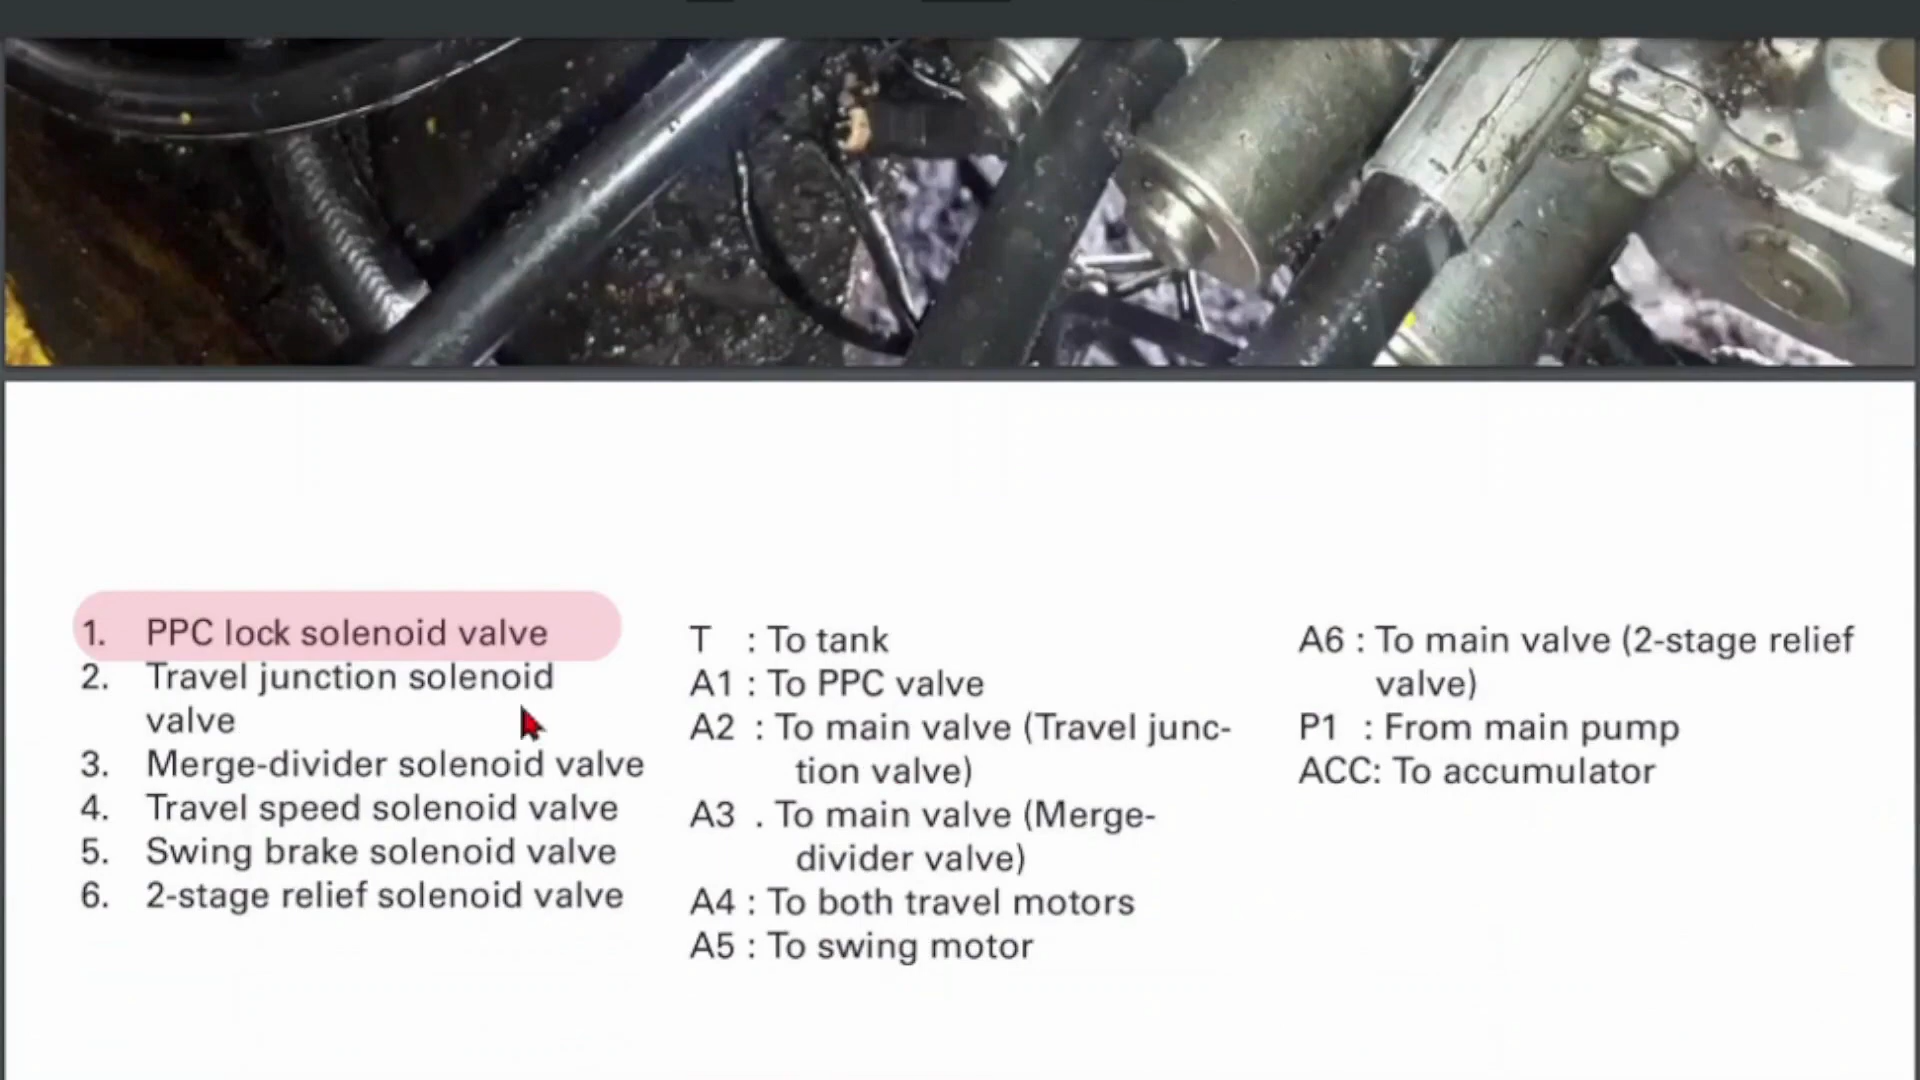 1. PPC lock solenoid valve
2. Travel junction solenoid
valve
3. Merge-divider solenoid valve
4. Travel speed solenoid valve
5. Swing brake solenoid valve
6. 2-stage relief solenoid valve
T : To tank
A1 : To PPC valve
A2 : To main valve (Travel junc-
tion valve)
A3 . To main valve (Merge-
divider valve)
A4 : To both travel motors
A5 : To swing motor
A6 : To main valve (2-stage relief
valve)
P1 : From main pump
ACC: To accumulator